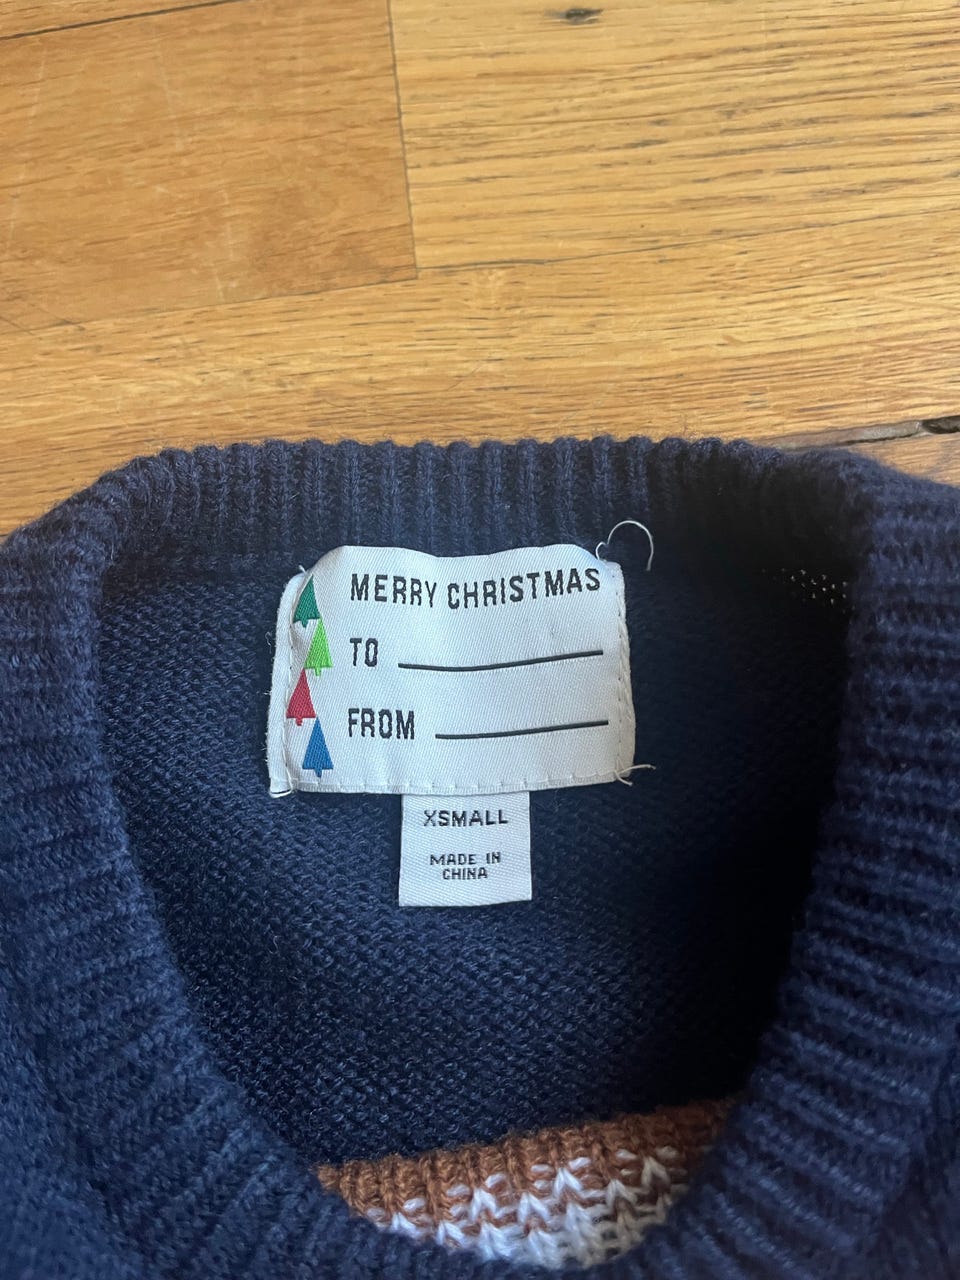 MERRY CHRISTMAS
TO
FROM
XSMALL
MADE IN
CHINA